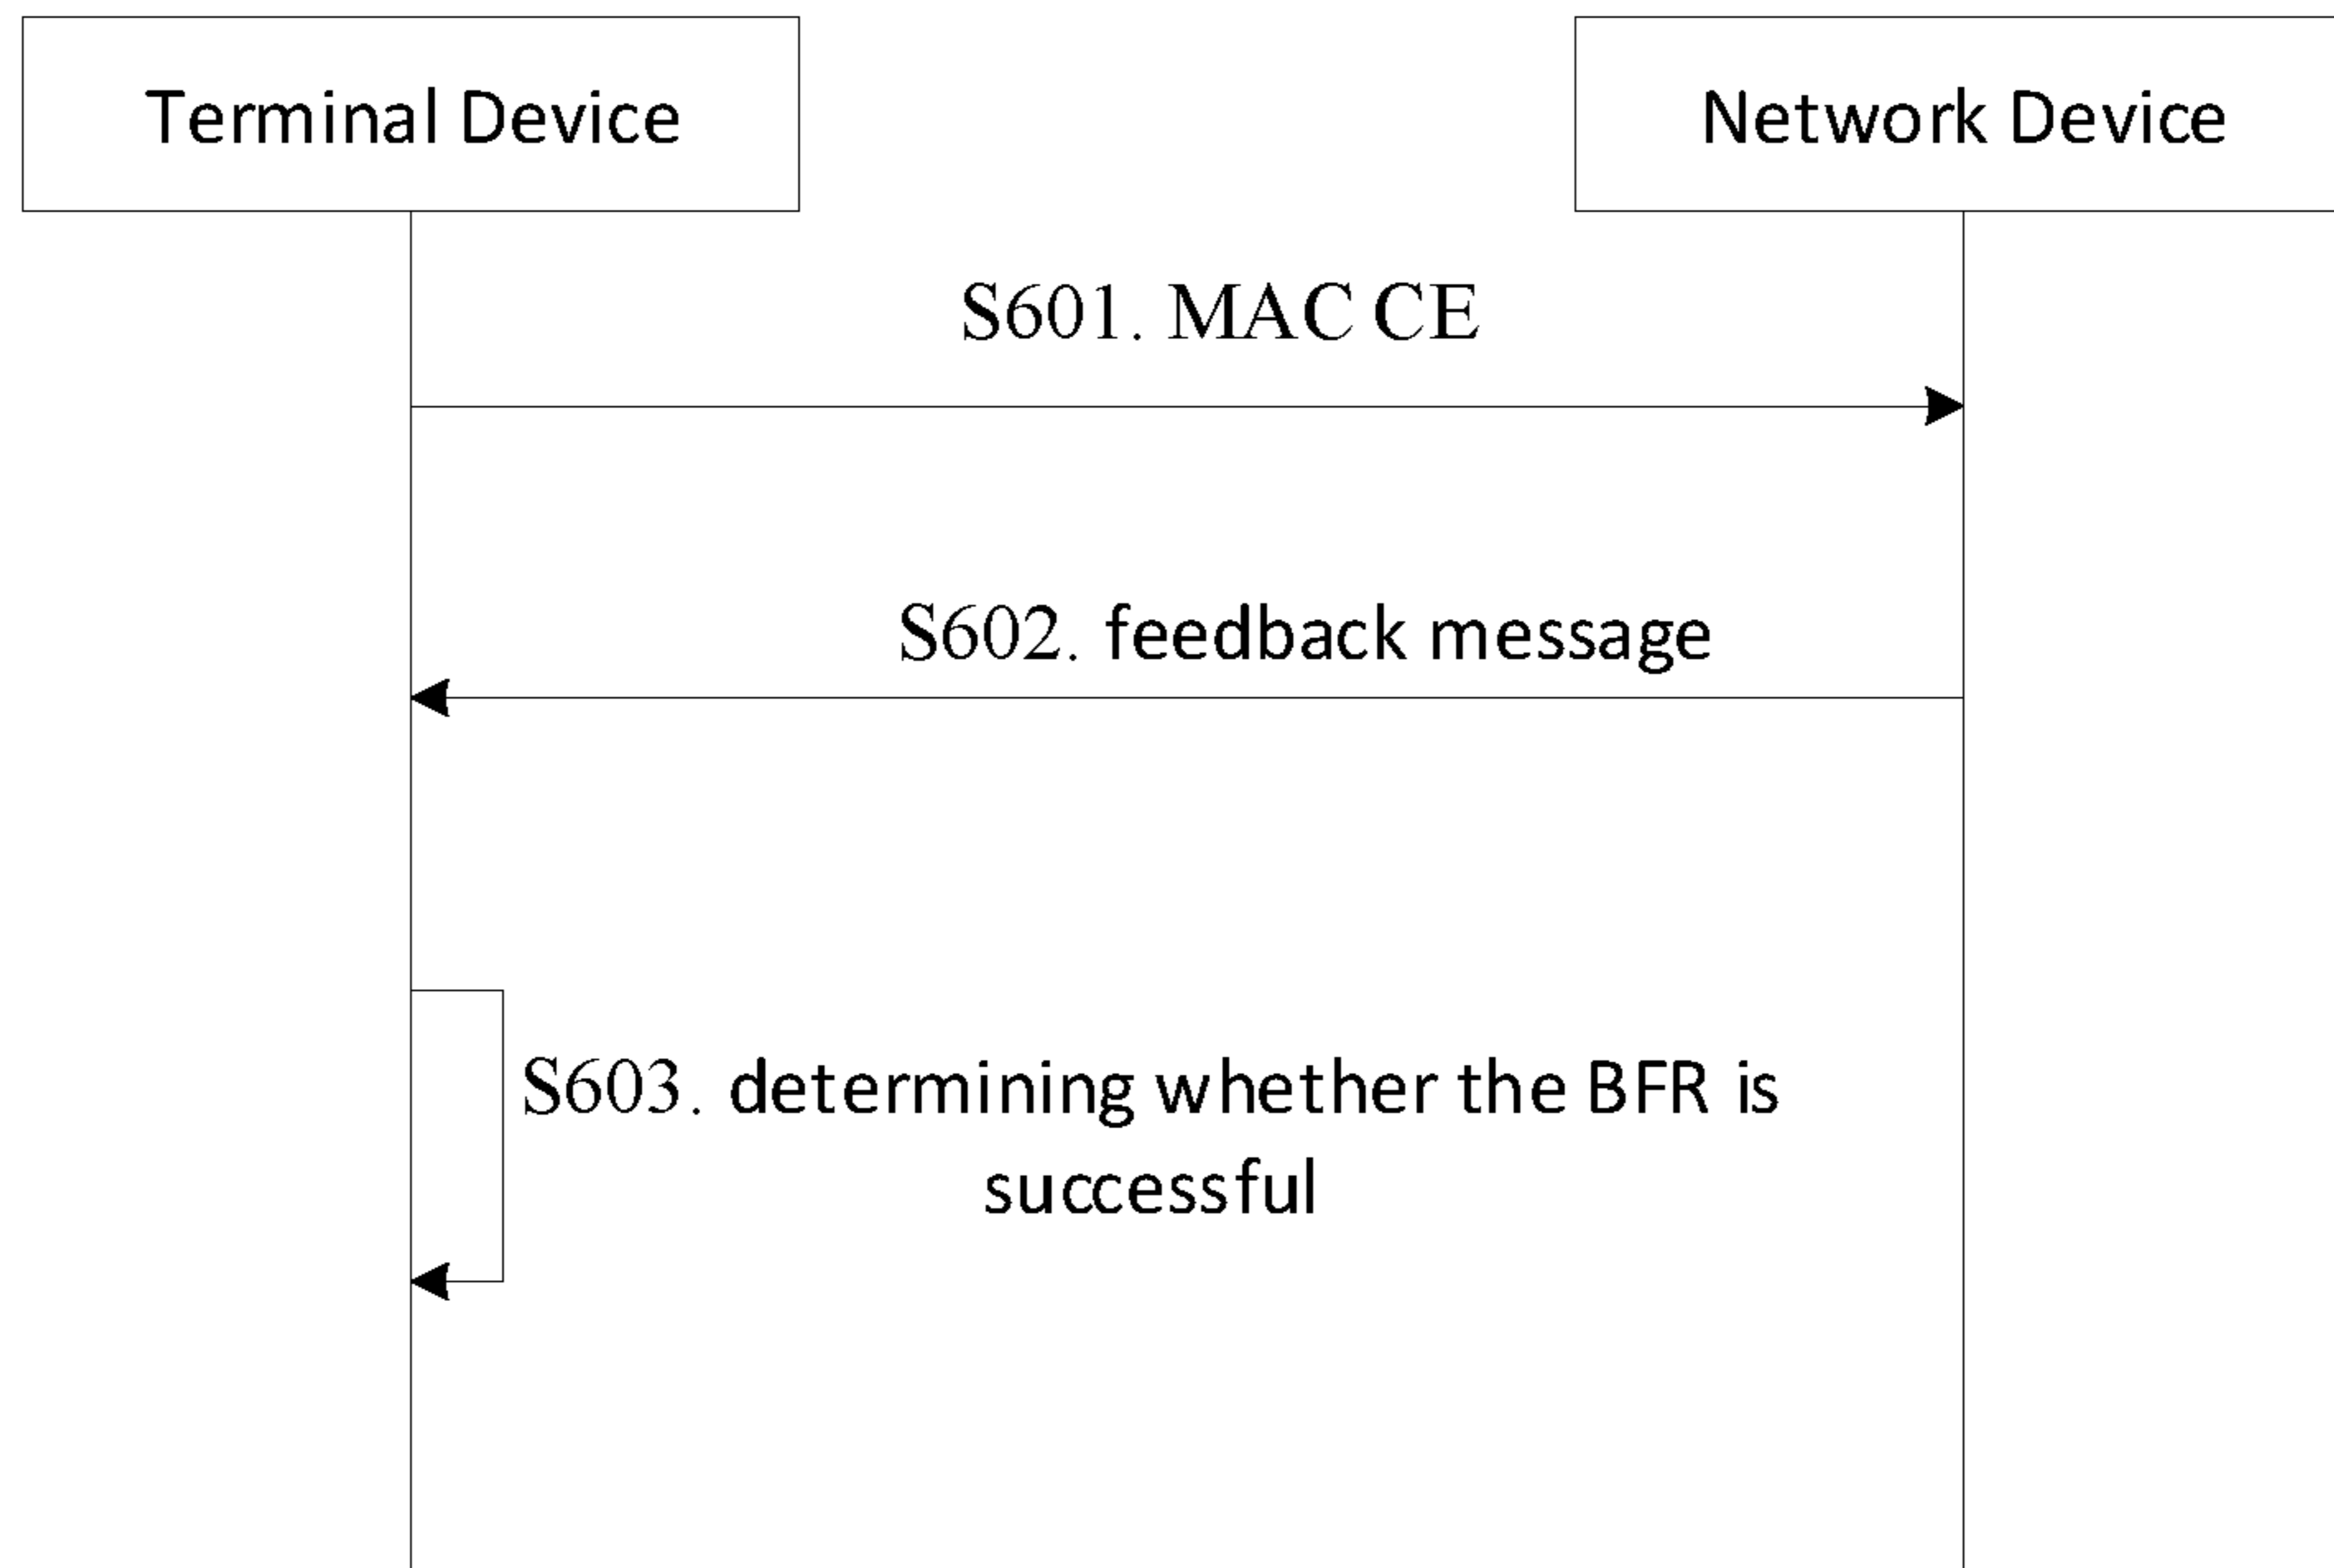 Terminal Device
Network Device
S601. MAC CE
S602. feedback message
S603. determining whether the BFR is
successful